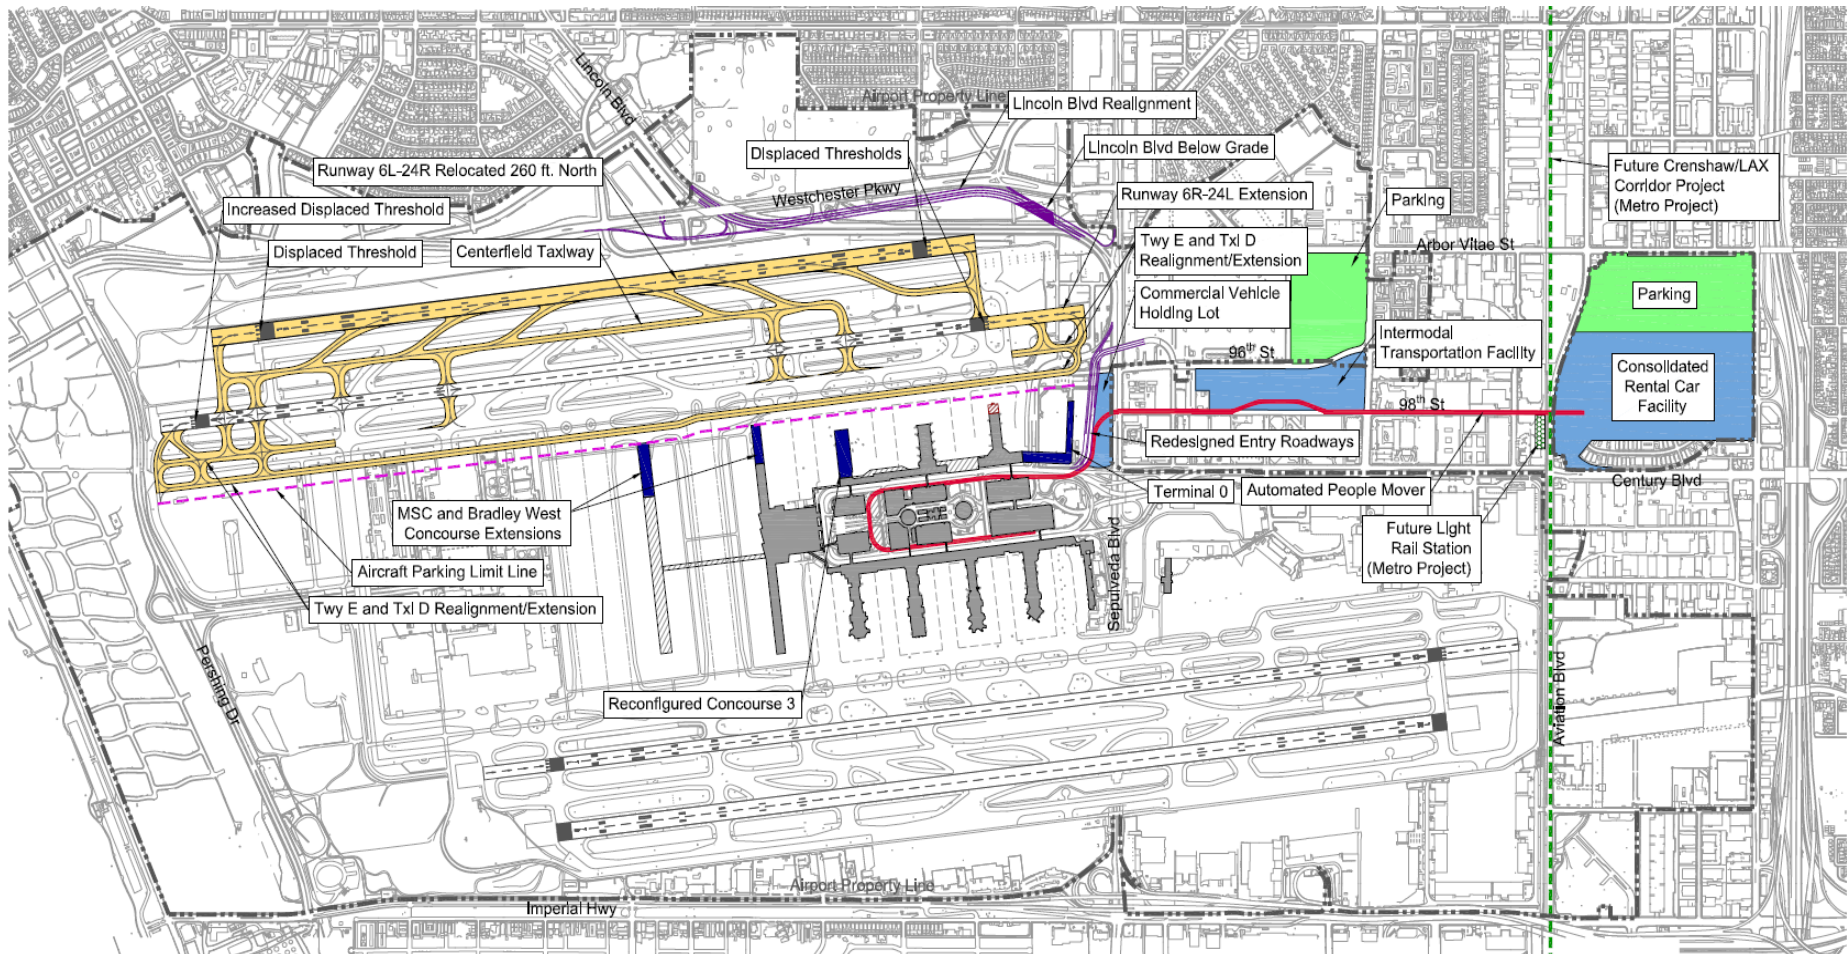 Lincoln Blvd
Airport Property Line
Lincoln Blvd Realignment
Displaced Thresholds
Lincoln Blvd Below Grade
Runway 6L-24R Relocated 260 ft. North
Westchester Pkwy
Runway 6R-24L Extension
Future Crenshaw/LAX
Corridor Project
(Metro Project)
Parking
Increased Displaced Threshold
Displaced Threshold
Centerfield Taxiway
Twy E and Txl D
Realignment/Extension
Arbor Vitae St
Commercial Vehicle
Holding Lot
Parking
Intermodal
Transportation Facility
96th St
Consolidated
Rental Car
Facility
98th St
Redesigned Entry Roadways
Terminal 0
Automated People Mover
Century Blvd
MSC and Bradley West
Concourse Extensions
Future Light
Rail Station
(Metro Project)
Aircraft Parking Limit Line
Sepulveda Blvd
Twy E and Txl D Realignment/Extension
Pershing Dr
Aviation Blvd
Reconfigured Concourse 3
Airport Property Line
Imperial Hwy